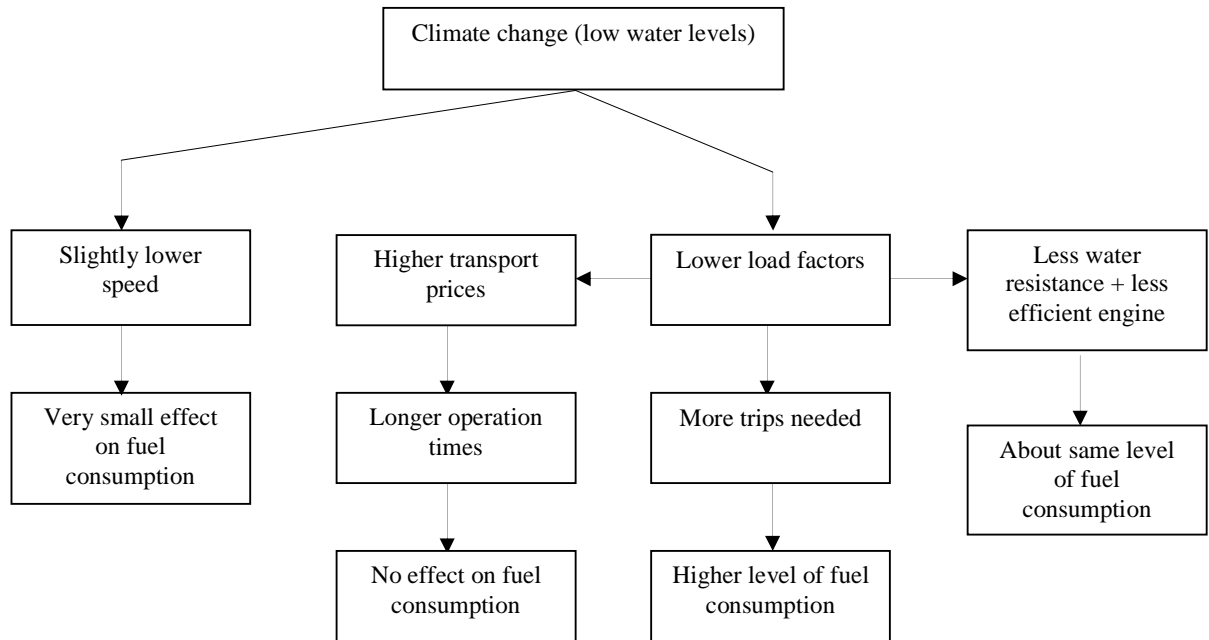 Climate change (low water levels)
Slightly lower
speed
Higher transport
prices
Lower load factors
Less water
resistance + less
efficient engine
Very small effect
on fuel
consumption
Longer operation
times
More trips needed
About same level
of fuel
consumption
No effect on fuel
consumption
Higher level of fuel
consumption